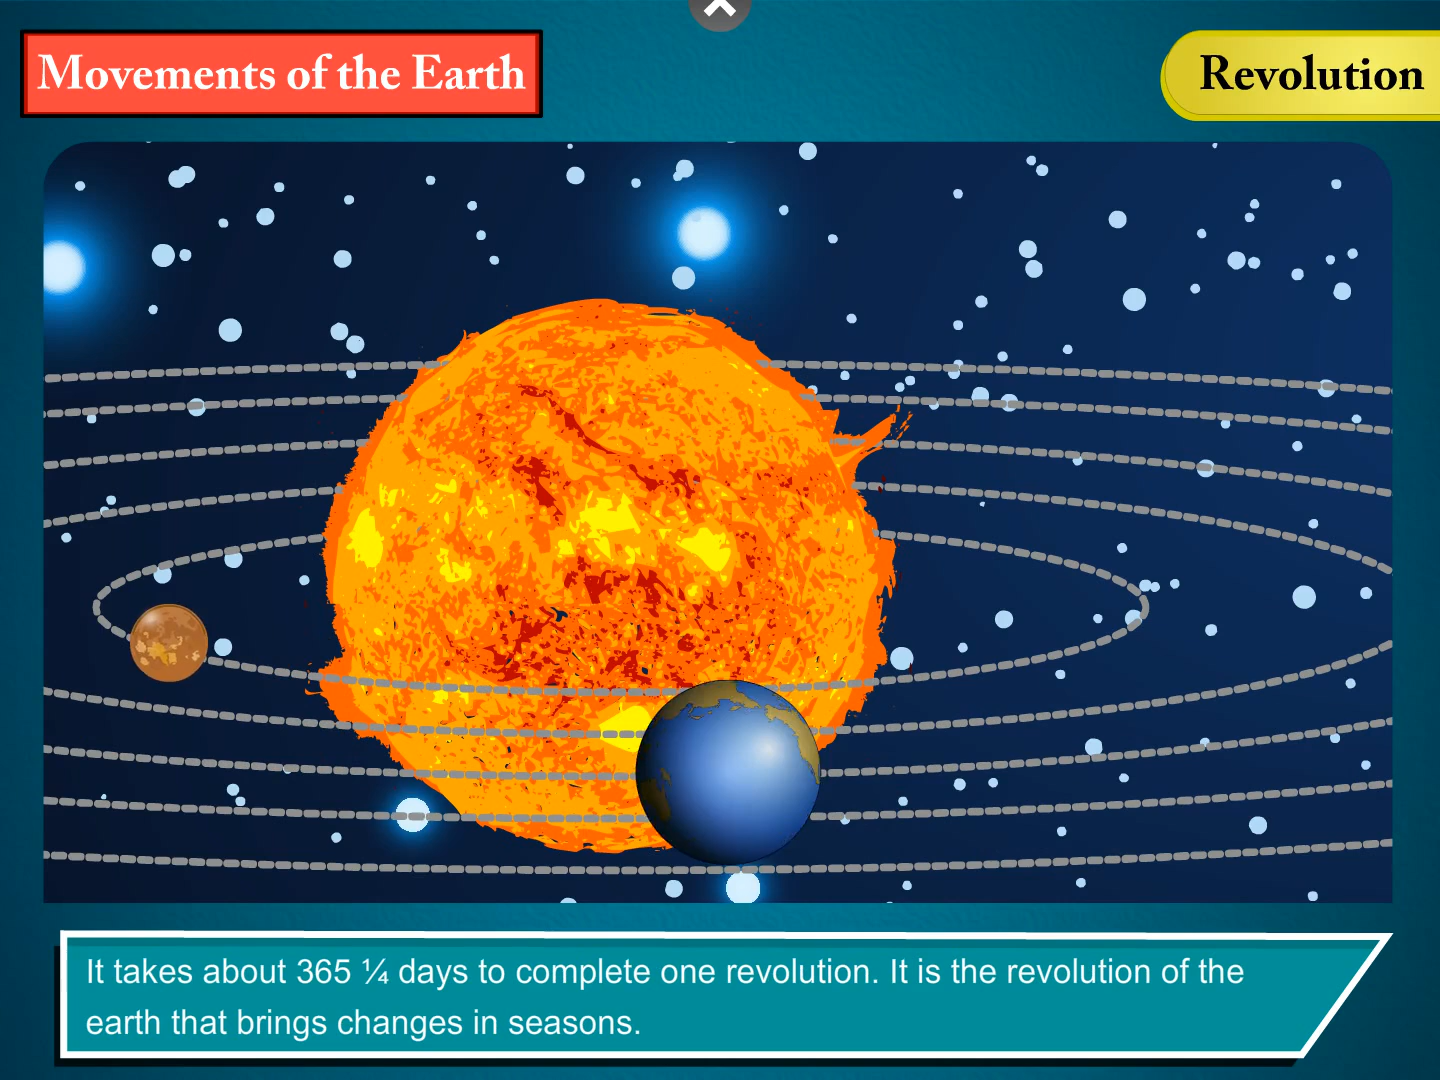 Movements of the Earth
Revolution
It takes about 365 ¼ days to complete one revolution. It is the revolution of the
earth that brings changes in seasons.